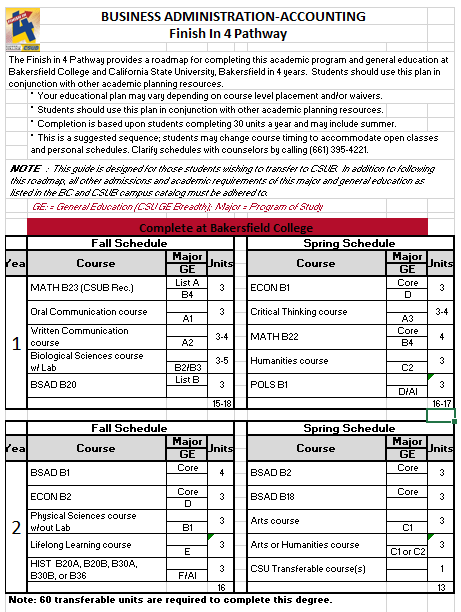 BUSINESS ADMINISTRATION-ACCOUNTING
Finish In 4 Pathway
The Finish in 4 Pathway provides a roadmap for completing this academic program and general education at
Bakersfield College and California State University, Bakersfield in 4 years. Students should use this plan in
conjunction with other academic planning resources.
* Your educational plan may vary depending on course level placement and/or waivers.
* Students should use this plan in conjunction with other academic planning resources.
* Completion is based upon students completing 30 units a year and may include summer.
* This is a suggested sequence; students may change course timing to accommodate open classes
and personal schedules. Clarify schedules with counselors by calling (661) 395-4221.
NOTE : This guide is designed for those students wishing to transfer to CSUB. In addition to following
this roadmap, all other admissions and academic requirements of this major and general education as
listed in the BC and CSUB campus catalog must be adhered to.
GE: = General Education (CSU GE Breadth); Major = Program of Study
Complete at Bakersfield College
Fall Schedule Spring Schedule
Year Course Major GE Units Course Major GE Units
1
MATH B23 (CSUB Rec.) List A B4 3 ECON B1 Core D 3
Oral Communication course A1 3 Critical Thinking course A3 3-4
Written Communication
course A2 3-4 MATH B22 Core B4 4
Biological Sciences course
w/ Lab B2/B3 3-5 Humanities course C2 3
BSAD B20 List B 3 POLS B1 D/AI 3
15-18 16-17
Fall Schedule Spring Schedule
Year Course Major GE Units Course Major GE Units
2
BSAD B1 Core 4 BSAD B2 Core 3
ECON B2 Core D 3 BSAD B18 Core 3
Physical Sciences course
w/out Lab B1 3 Arts course C1 3
Lifelong Learning course E 3 Arts or Humanities course C1 or C2 3
HIST B20A, B20B, B30A,
B30B, or B36 F/AI 3 CSU Transferable course(s) 1
16 13
Note: 60 transferable units are required to complete this degree.